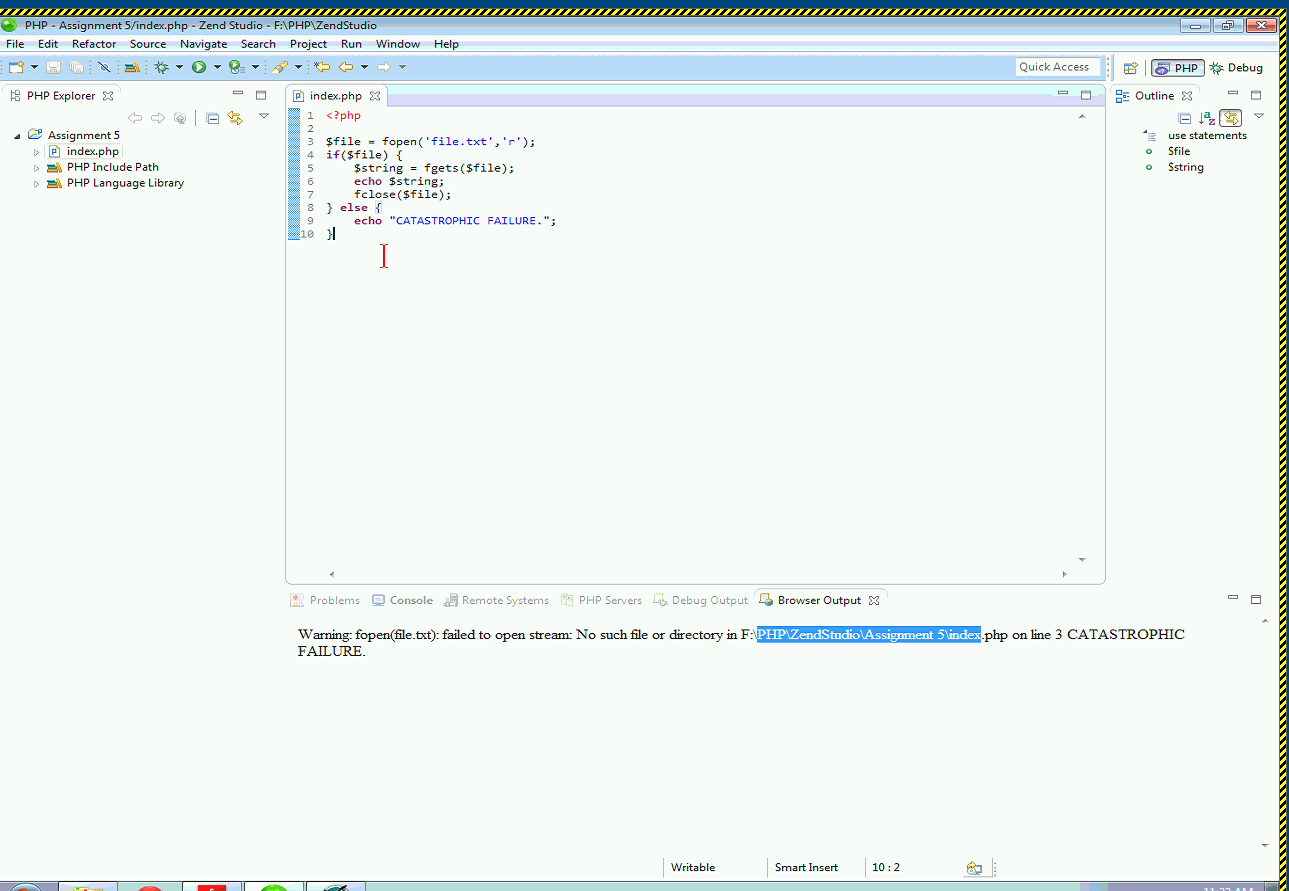 PHP - Assignment 5/index.php - Zend Studio - F:\PHP\ZendStudio
File Edit Refactor Source Navigate Search Project Run Window Help
Quick Access PHP Debug
PHP Explorer
Assignment 5
index.php
PHP Include Path
PHP Language Library
index.php
1 <?php
2
3 $file = fopen('file.txt','r');
4 if($file) {
5 $string = fgets($file);
6 echo $string;
7 fclose($file);
8 } else {
9 echo "CATASTROPHIC FAILURE.";
10 }
Outline
use statements
$file
$string
Problems Console Remote Systems PHP Servers Debug Output Browser Output
Warning: fopen(file.txt): failed to open stream: No such file or directory in F:\PHP\ZendStudio\Assignment 5\index.php on line 3 CATASTROPHIC
FAILURE.
Writable Smart Insert 10 : 2